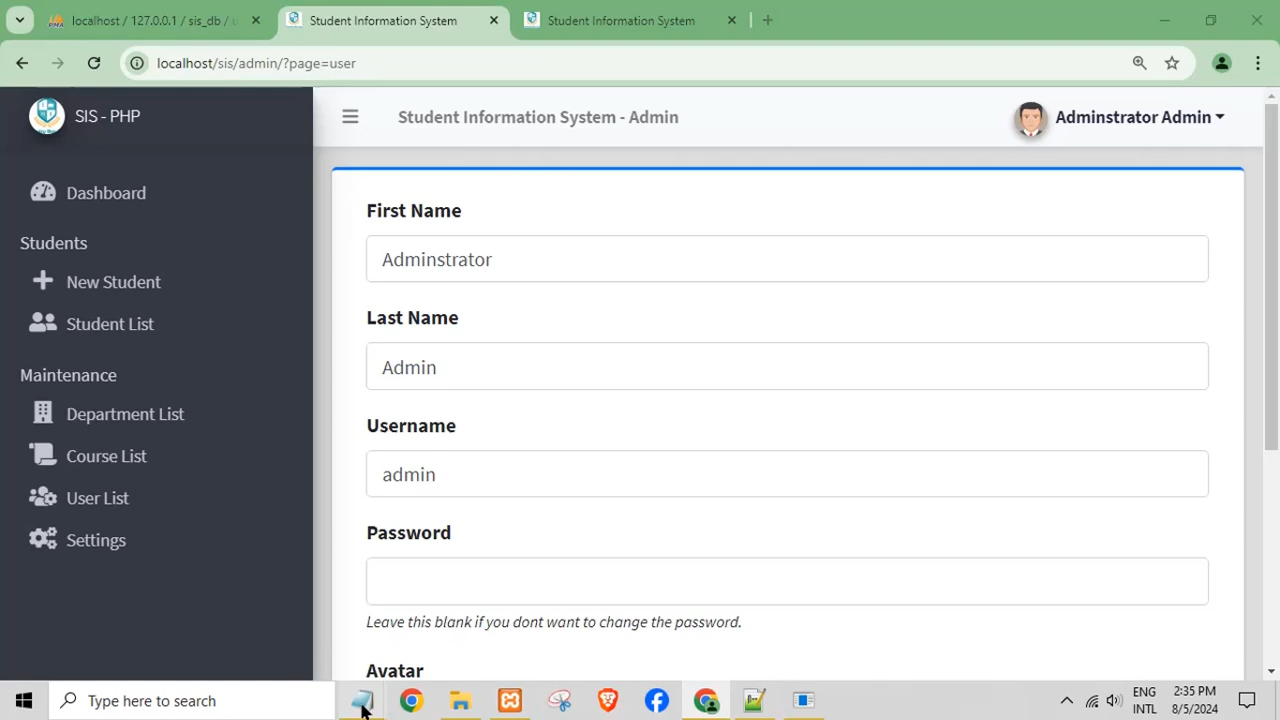 localhost / 127.0.0.1 / sis_db /
Student Information System
Student Information System
localhost/sis/admin/?page=user
SIS - PHP
Student Information System - Admin
Adminstrator Admin
Dashboard
Students
New Student
Student List
Maintenance
Department List
Course List
User List
Settings
First Name
Adminstrator
Last Name
Admin
Username
admin
Password
Leave this blank if you dont want to change the password.
Avatar
Type here to search
ENG
INTL
2:35 PM
8/5/2024